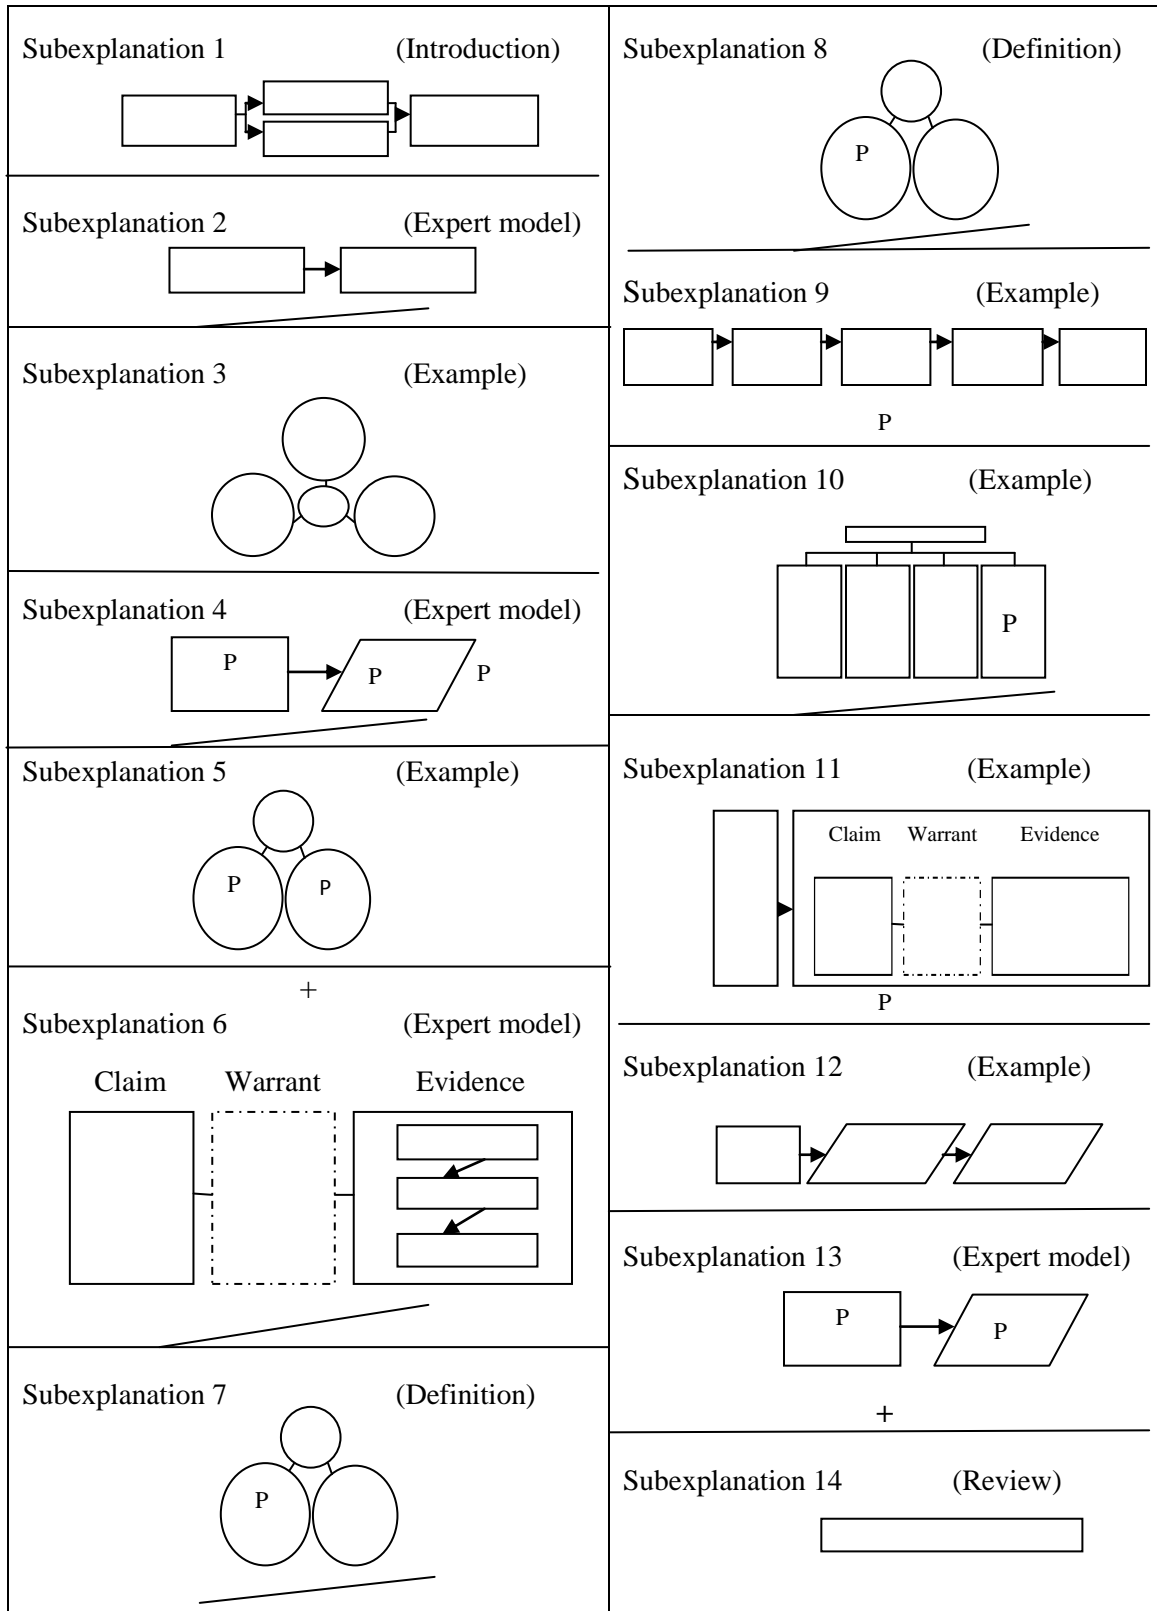 Subexplanation 1 (Introduction)
Subexplanation 2 (Expert model)
Subexplanation 3 (Example)
Subexplanation 4 (Expert model)
P P P
Subexplanation 5 (Example)
P P
+
Subexplanation 6 (Expert model)
Claim Warrant Evidence
Subexplanation 7 (Definition)
P
Subexplanation 8 (Definition)
P
Subexplanation 9 (Example)
P
Subexplanation 10 (Example)
P
Subexplanation 11 (Example)
Claim Warrant Evidence
P
Subexplanation 12 (Example)
Subexplanation 13 (Expert model)
P P
+
Subexplanation 14 (Review)